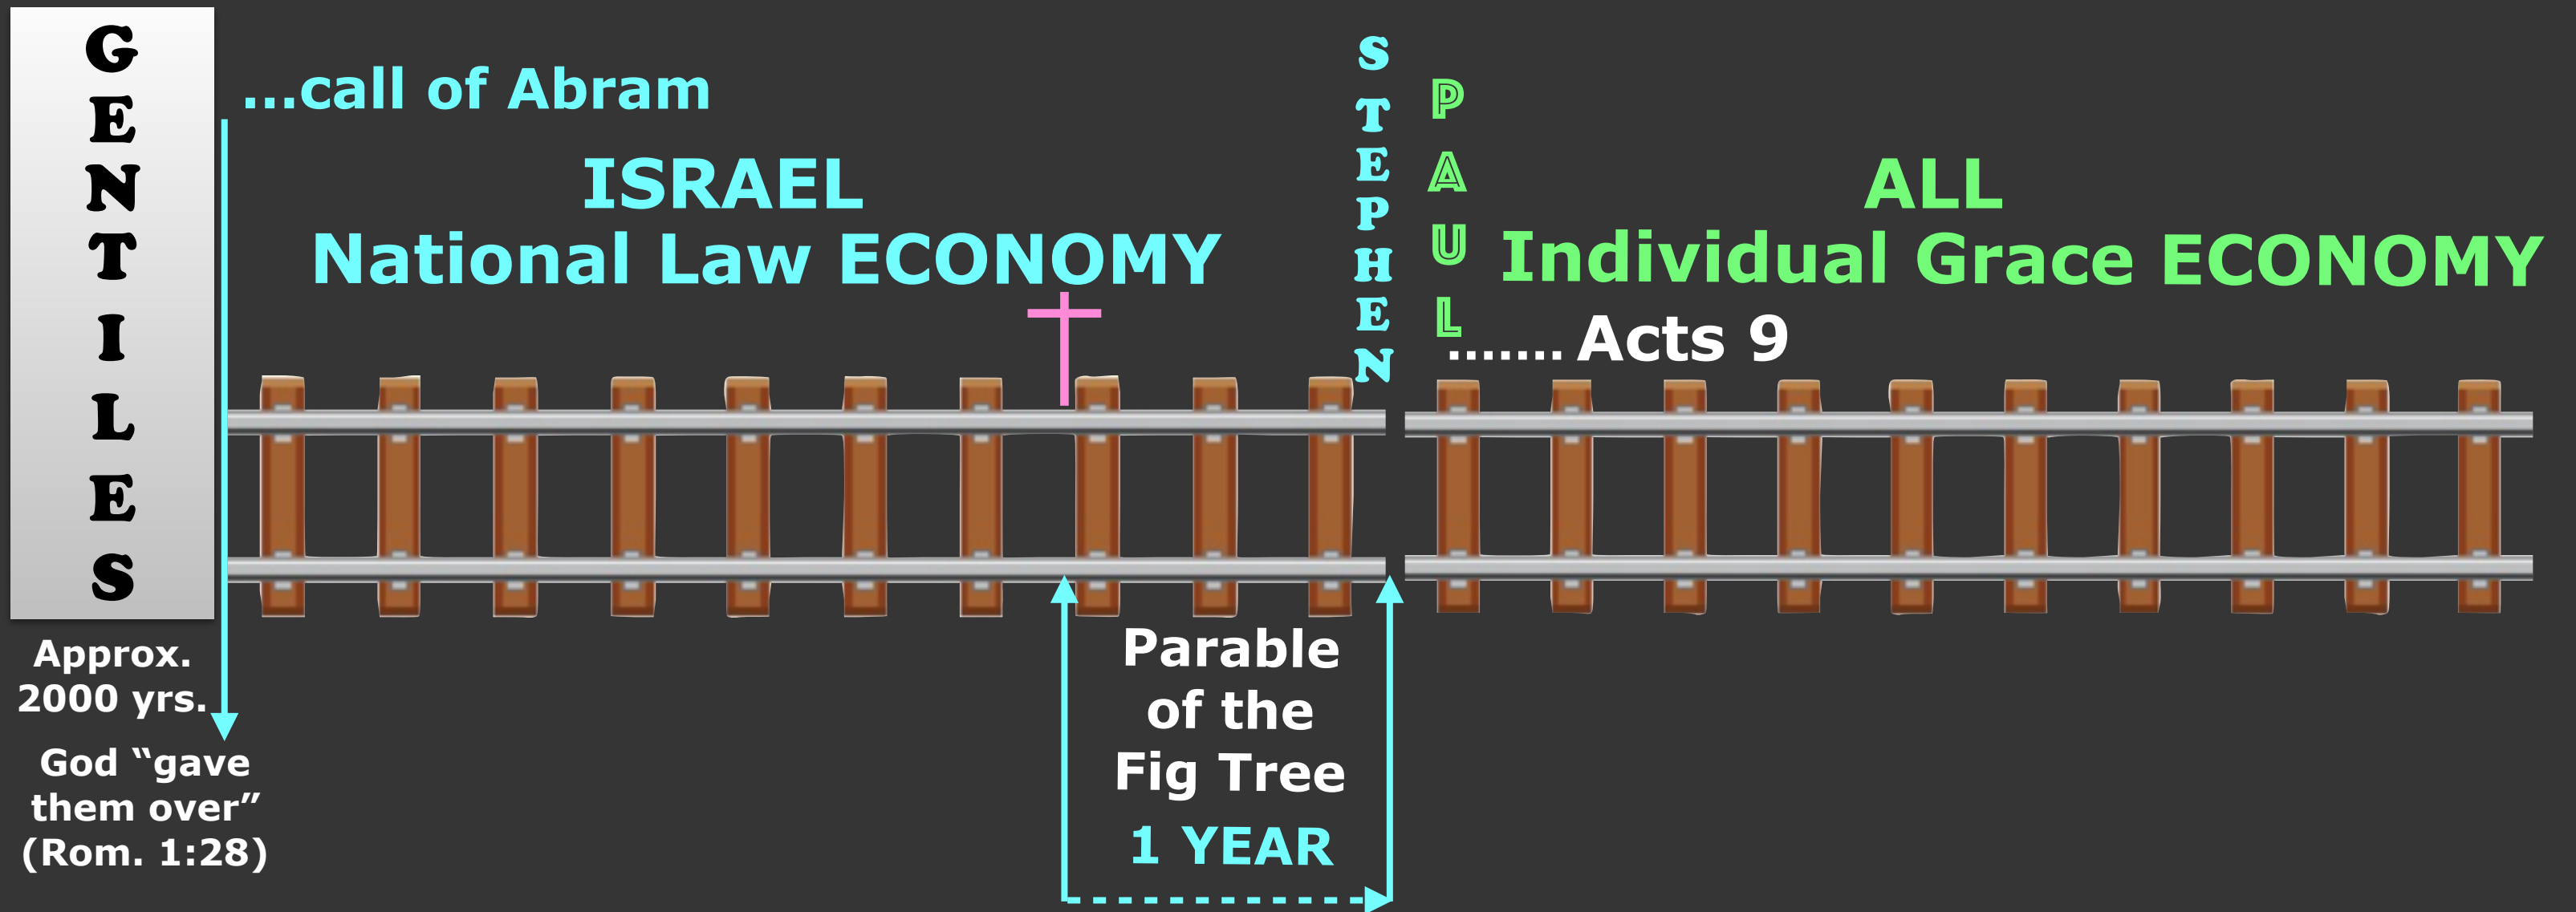 GENTILES
Approx.
2000 yrs.
God “gave
them over”
(Rom. 1:28)
...call of Abram
ISRAEL
National Law ECONOMY
STEPHEN
PAUL
ALL
Individual Grace ECONOMY
....... Acts 9
Parable
of the
Fig Tree
1 YEAR